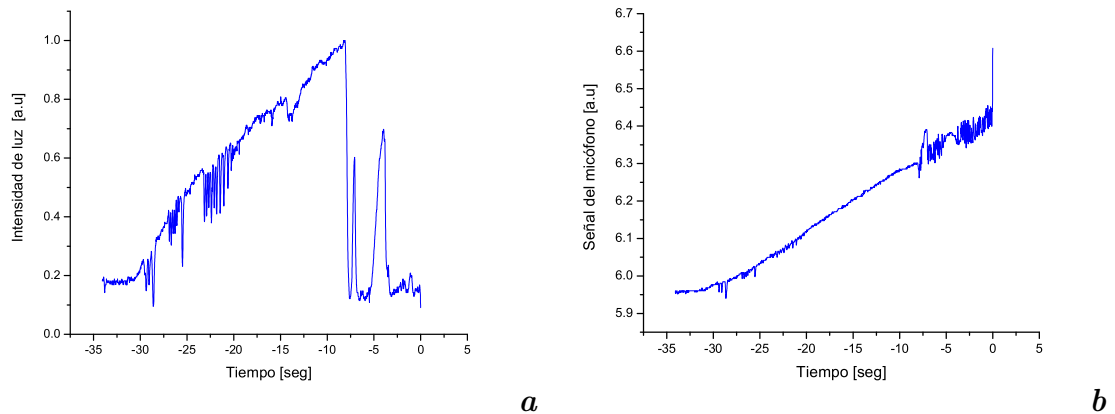 1.0
0.8
0.6
0.4
0.2
0.0
-35 -30 -25 -20 -15 -10 -5 0 5
Intensidad de luz [a.u]
Tiempo [seg]
a
6.7
6.6
6.5
6.4
6.3
6.2
6.1
6.0
5.9
-35 -30 -25 -20 -15 -10 -5 0 5
Señal del micófono [a.u]
Tiempo [seg]
b